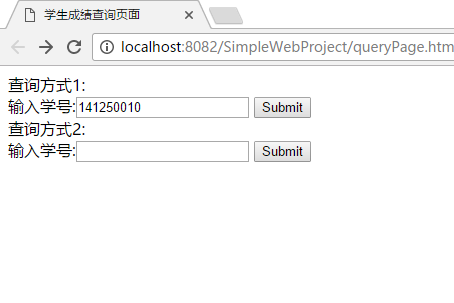 学生成绩查询页面
localhost:8082/SimpleWebProject/queryPage.htm
查询方式1:
输入学号:141250010 Submit
查询方式2:
输入学号: Submit